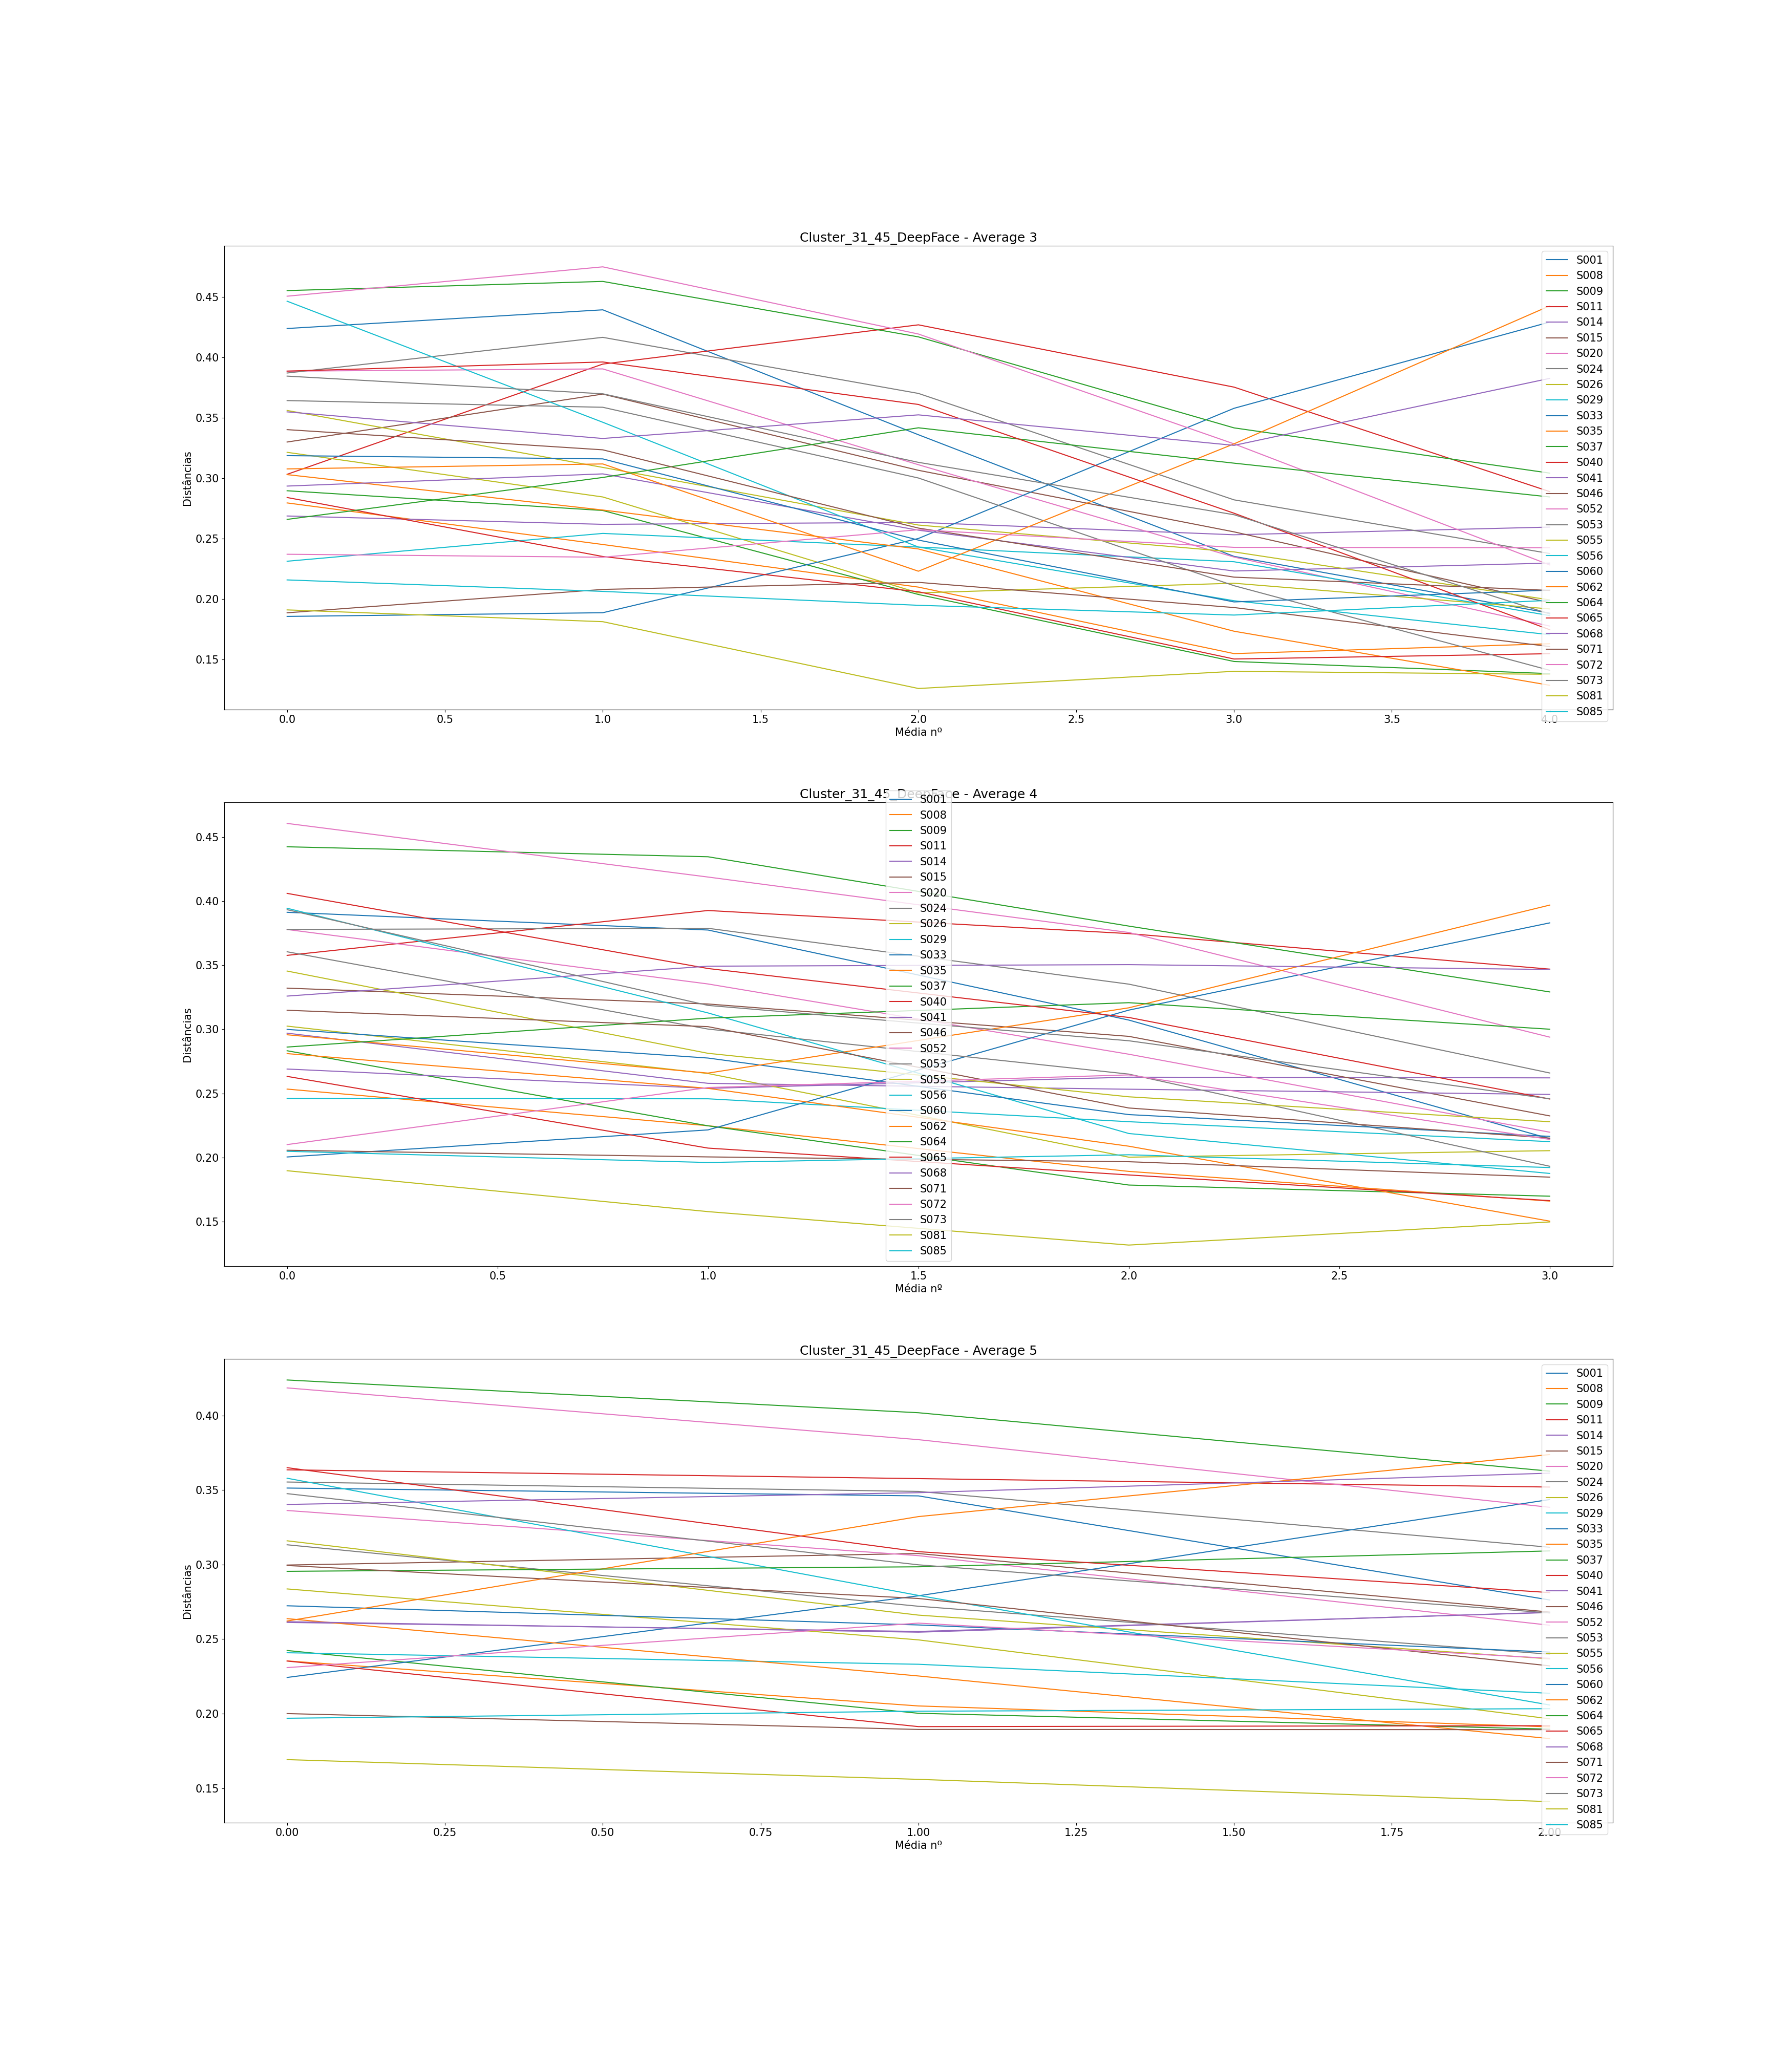 Cluster_31_45_DeepFace - Average 3
Distâncias
0.45
0.40
0.35
0.30
0.25
0.20
0.15
0.0
0.5
1.0
1.5
2.0
2.5
3.0
3.5
4.0
Média nº
S001
S008
S009
S011
S014
S015
S020
S024
S026
S029
S033
S035
S037
S040
S041
S046
S052
S053
S055
S056
S060
S062
S064
S065
S068
S071
S072
S073
S081
S085
Cluster_31_45_DeepFace - Average 4
Distâncias
0.45
0.40
0.35
0.30
0.25
0.20
0.15
0.0
0.5
1.0
1.5
2.0
2.5
3.0
Média nº
S001
S008
S009
S011
S014
S015
S020
S024
S026
S029
S033
S035
S037
S040
S041
S046
S052
S053
S055
S056
S060
S062
S064
S065
S068
S071
S072
S073
S081
S085
Cluster_31_45_DeepFace - Average 5
Distâncias
0.40
0.35
0.30
0.25
0.20
0.15
0.00
0.25
0.50
0.75
1.00
1.25
1.50
1.75
2.00
Média nº
S001
S008
S009
S011
S014
S015
S020
S024
S026
S029
S033
S035
S037
S040
S041
S046
S052
S053
S055
S056
S060
S062
S064
S065
S068
S071
S072
S073
S081
S085